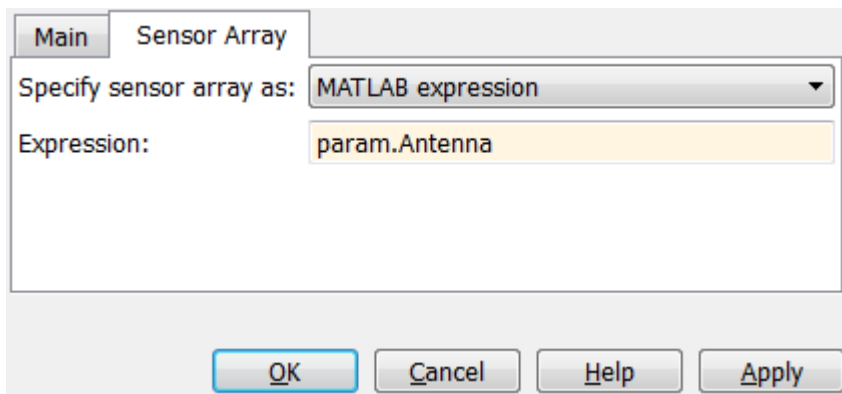 Main Sensor Array
Specify sensor array as: MATLAB expression
Expression: param.Antenna
OK Cancel Help Apply